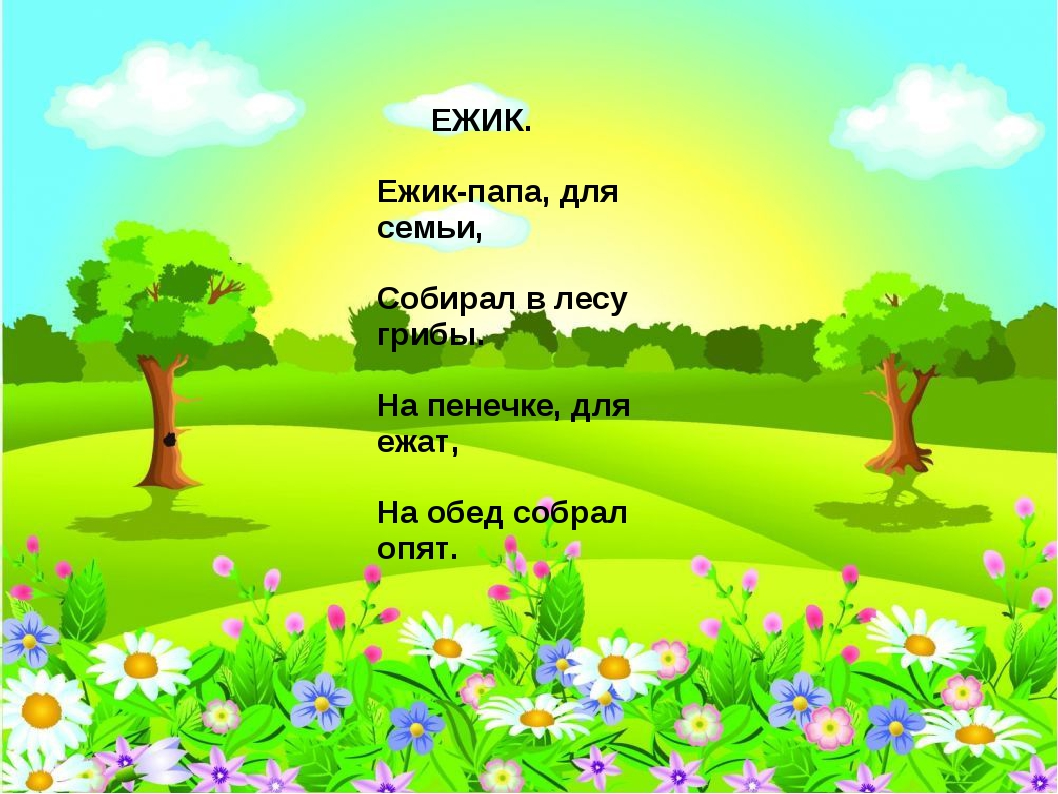 ЕЖИК.
Ежик-папа, для
семьи,
Собирал в лесу
грибы.
На пенечке, для
ежат,
На обед собрал
опят.